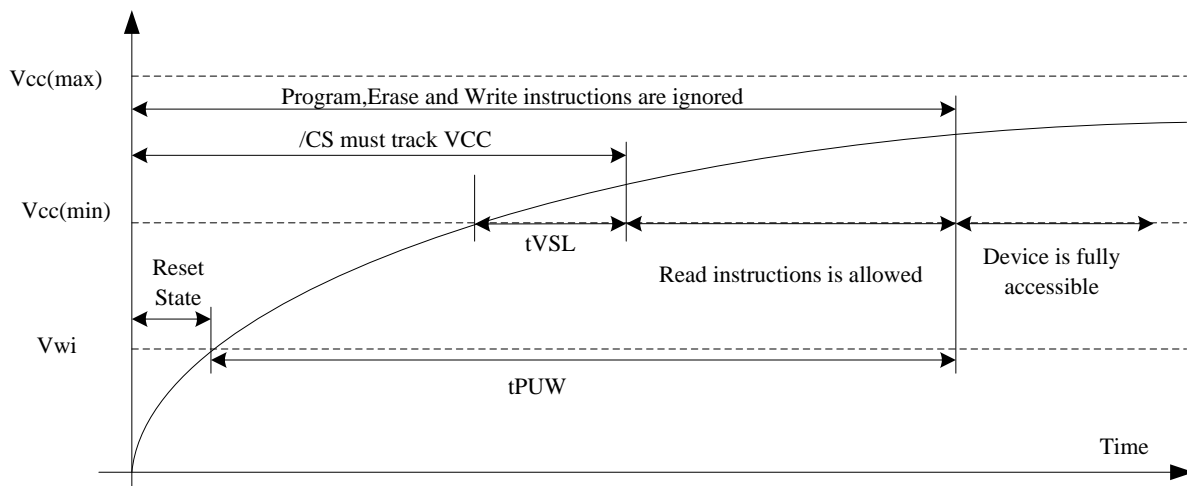 Vcc(max)
Program,Erase and Write instructions are ignored
/CS must track VCC
Vcc(min)
tVSL
Reset
State
Read instructions is allowed
Device is fully
accessible
Vwi
tPUW
Time